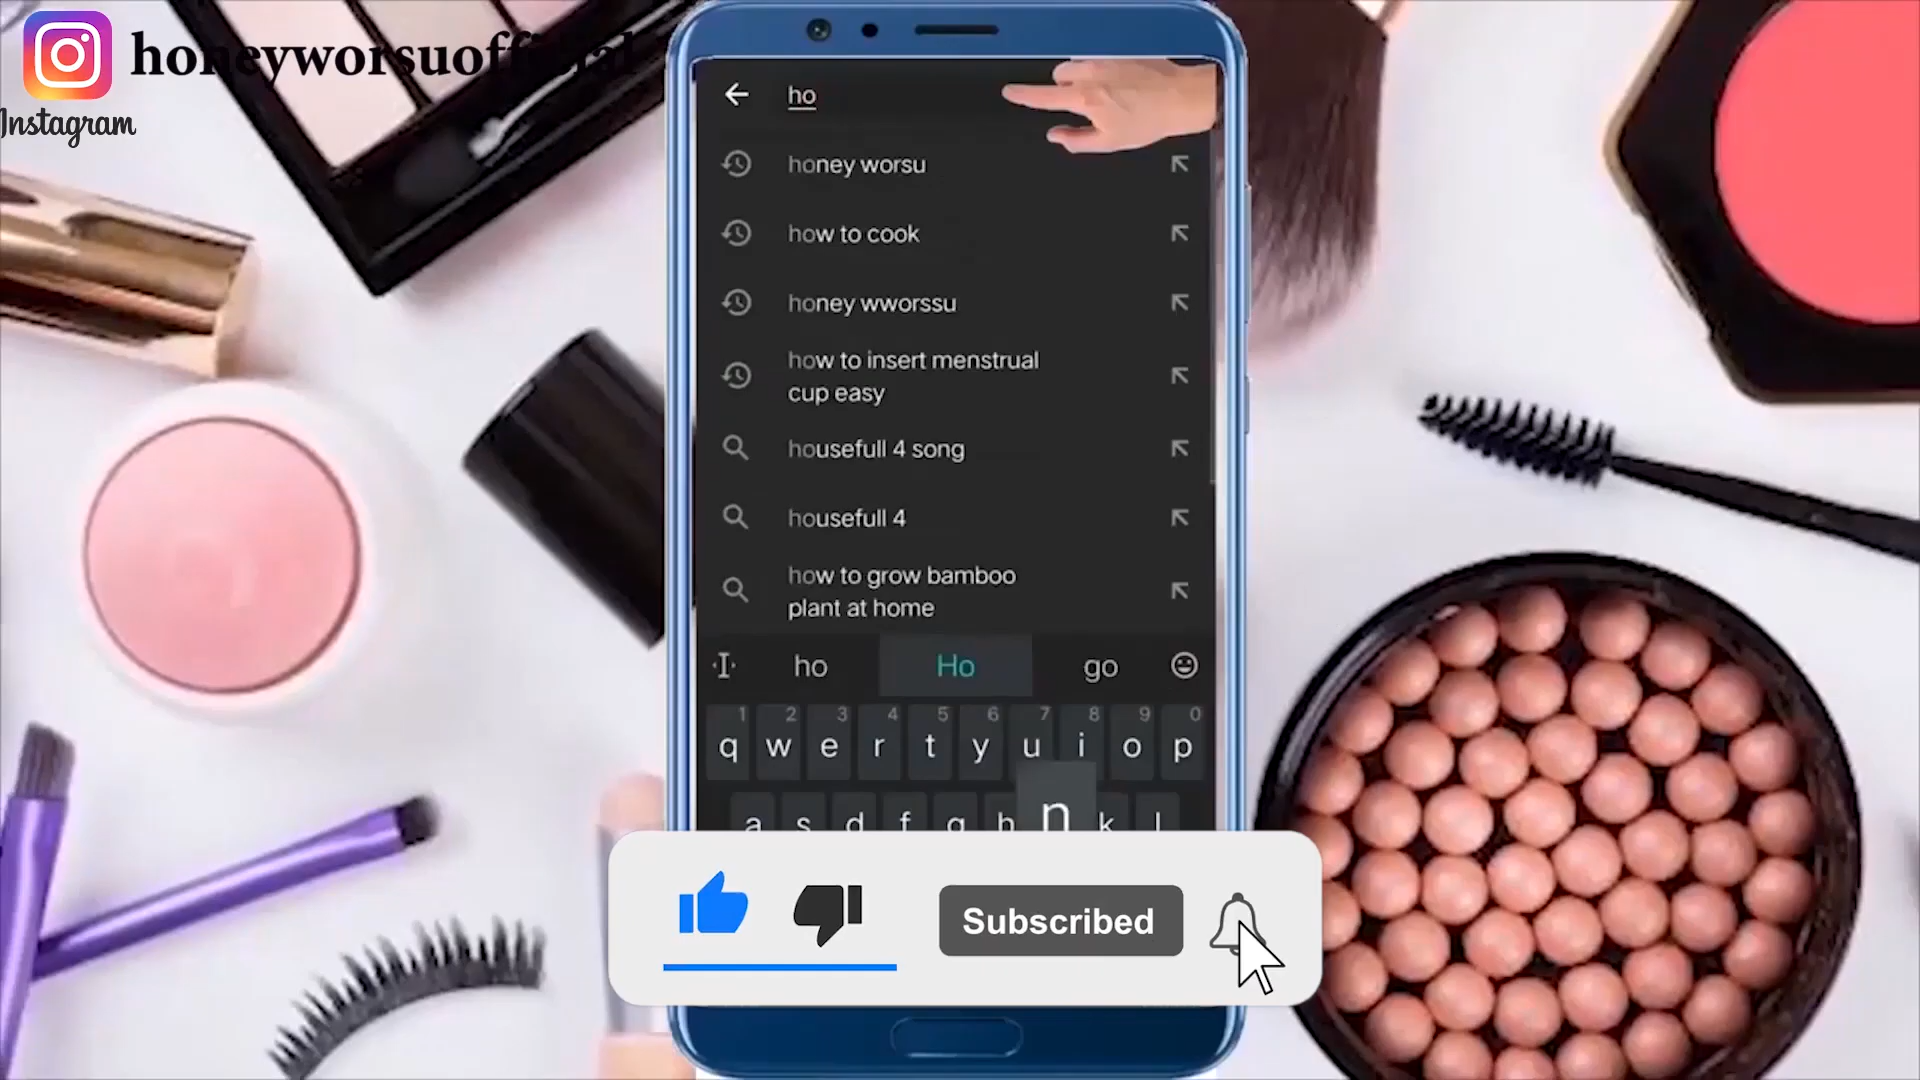 honeyworsuofficial
Instagram
ho
honey worsu
how to cook
honey wworssu
how to insert menstrual
cup easy
housefull 4 song
housefull 4
how to grow bamboo
plant at home
ho Ho go
1 2 3 4 5 6 7 8 9 0
q w e r t y u i o p
a s d f g h n k l
Subscribed